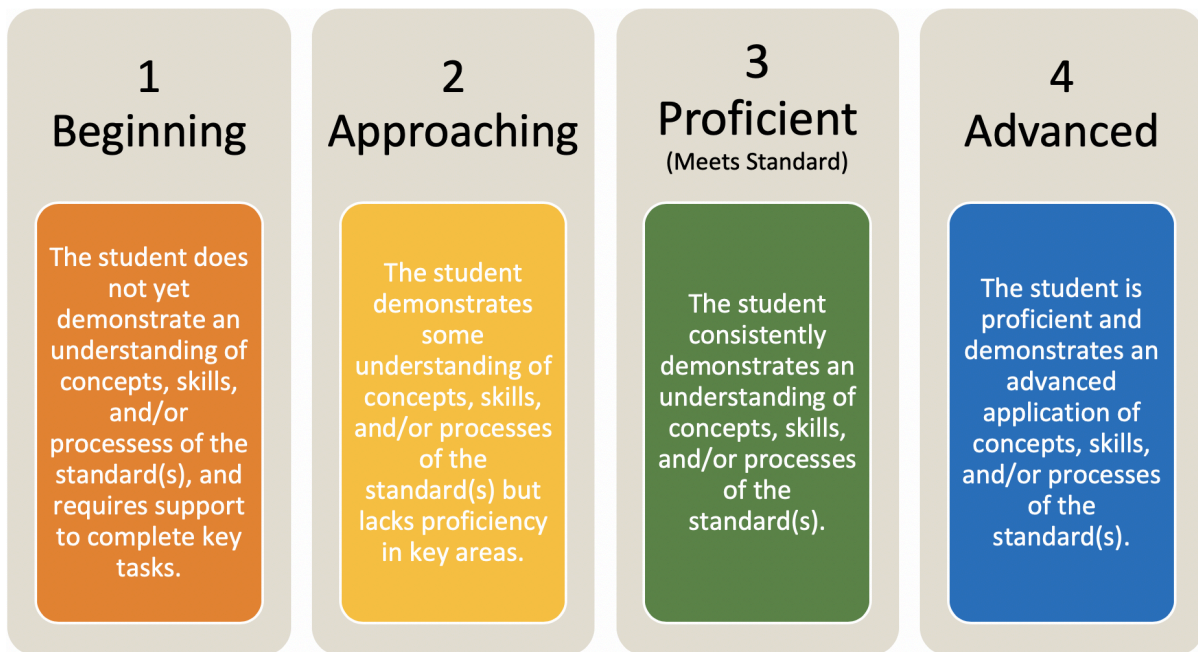 1
Beginning
The student does
not yet
demonstrate an
understanding of
concepts, skills,
and/or
processess of the
standard(s), and
requires support
to complete key
tasks.
2
Approaching
The student
demonstrates
some
understanding of
concepts, skills,
and/or processes
of the
standard(s) but
lacks proficiency
in key areas.
3
Proficient
(Meets Standard)
The student
consistently
demonstrates an
understanding of
concepts, skills,
and/or processes
of the
standard(s).
4
Advanced
The student is
proficient and
demonstrates an
advanced
application of
concepts, skills,
and/or processes
of the
standard(s).